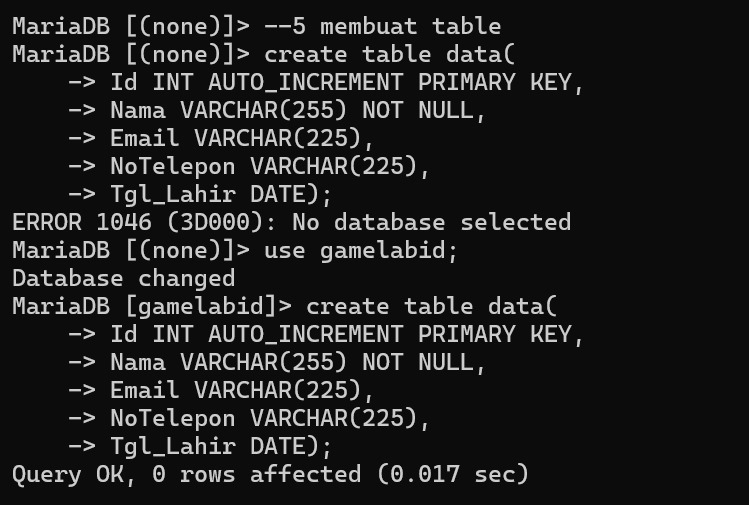 MariaDB [(none)]> --5 membuat table
MariaDB [(none)]> create table data(
    -> Id INT AUTO_INCREMENT PRIMARY KEY,
    -> Nama VARCHAR(255) NOT NULL,
    -> Email VARCHAR(225),
    -> NoTelepon VARCHAR(225),
    -> Tgl_Lahir DATE);
ERROR 1046 (3D000): No database selected
MariaDB [(none)]> use gamelabid;
Database changed
MariaDB [gamelabid]> create table data(
    -> Id INT AUTO_INCREMENT PRIMARY KEY,
    -> Nama VARCHAR(255) NOT NULL,
    -> Email VARCHAR(225),
    -> NoTelepon VARCHAR(225),
    -> Tgl_Lahir DATE);
Query OK, 0 rows affected (0.017 sec)